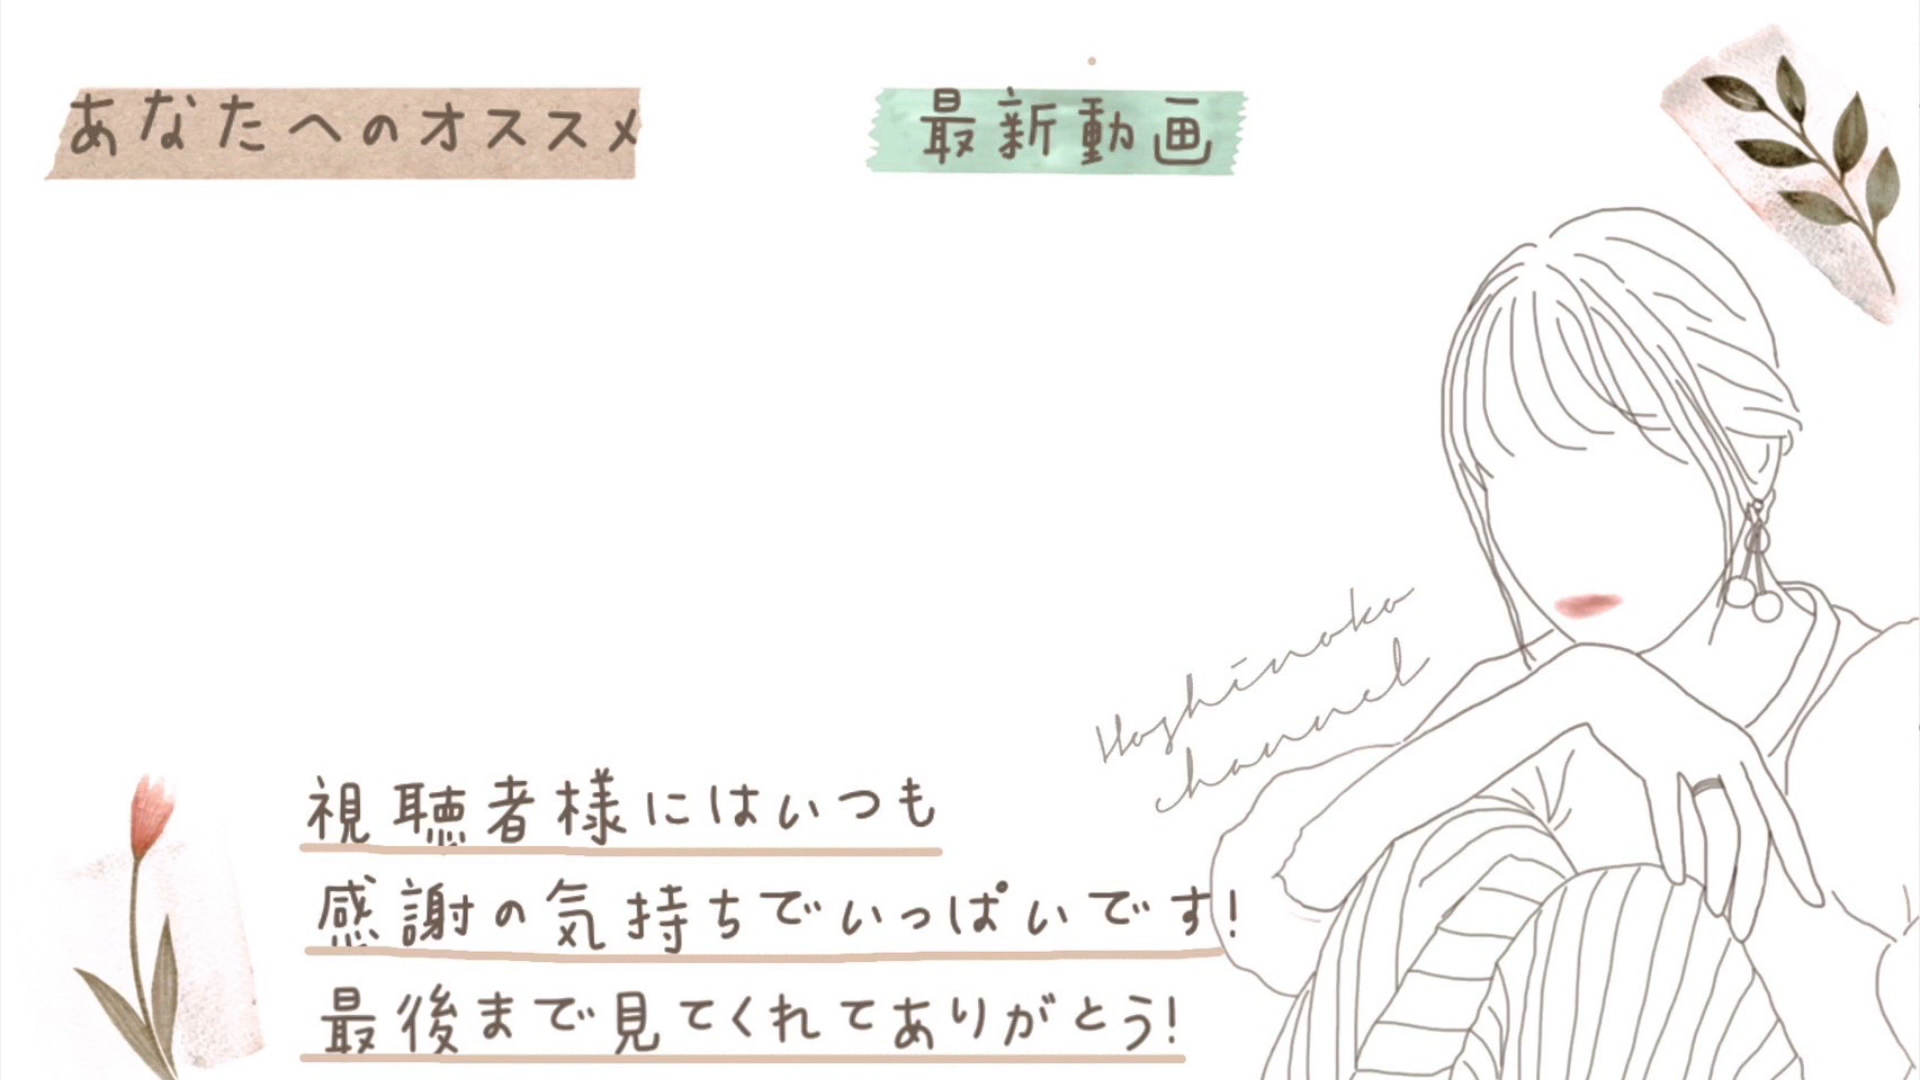 あなたへのオススメ
最新動画
Hoshinoko
channel
視聴者様にはいつも
感謝の気持ちでいっぱいです!
最後まで見てくれてありがとう!